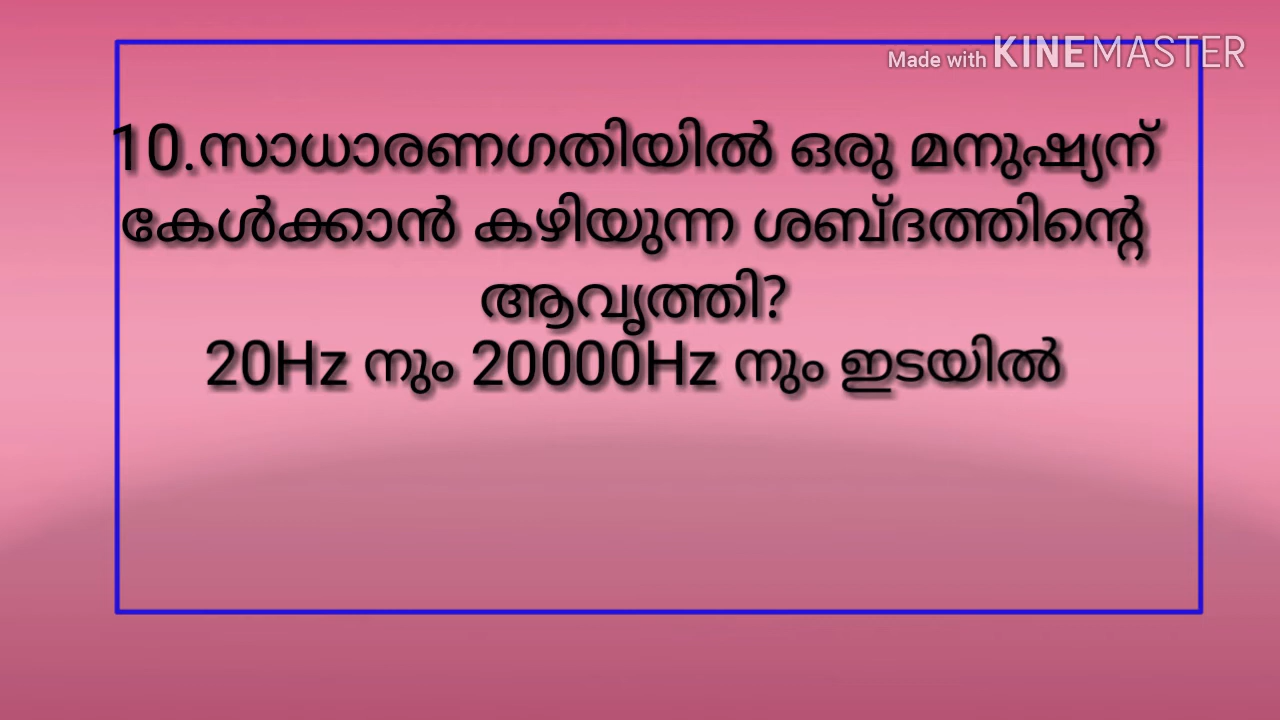 Made with KINEMASTER
10.സാധാരണഗതിയിൽ ഒരു മനുഷ്യന്
കേൾക്കാൻ കഴിയുന്ന ശബ്ദത്തിന്റെ
ആവൃത്തി?
20Hz നും 20000Hz നും ഇടയിൽ